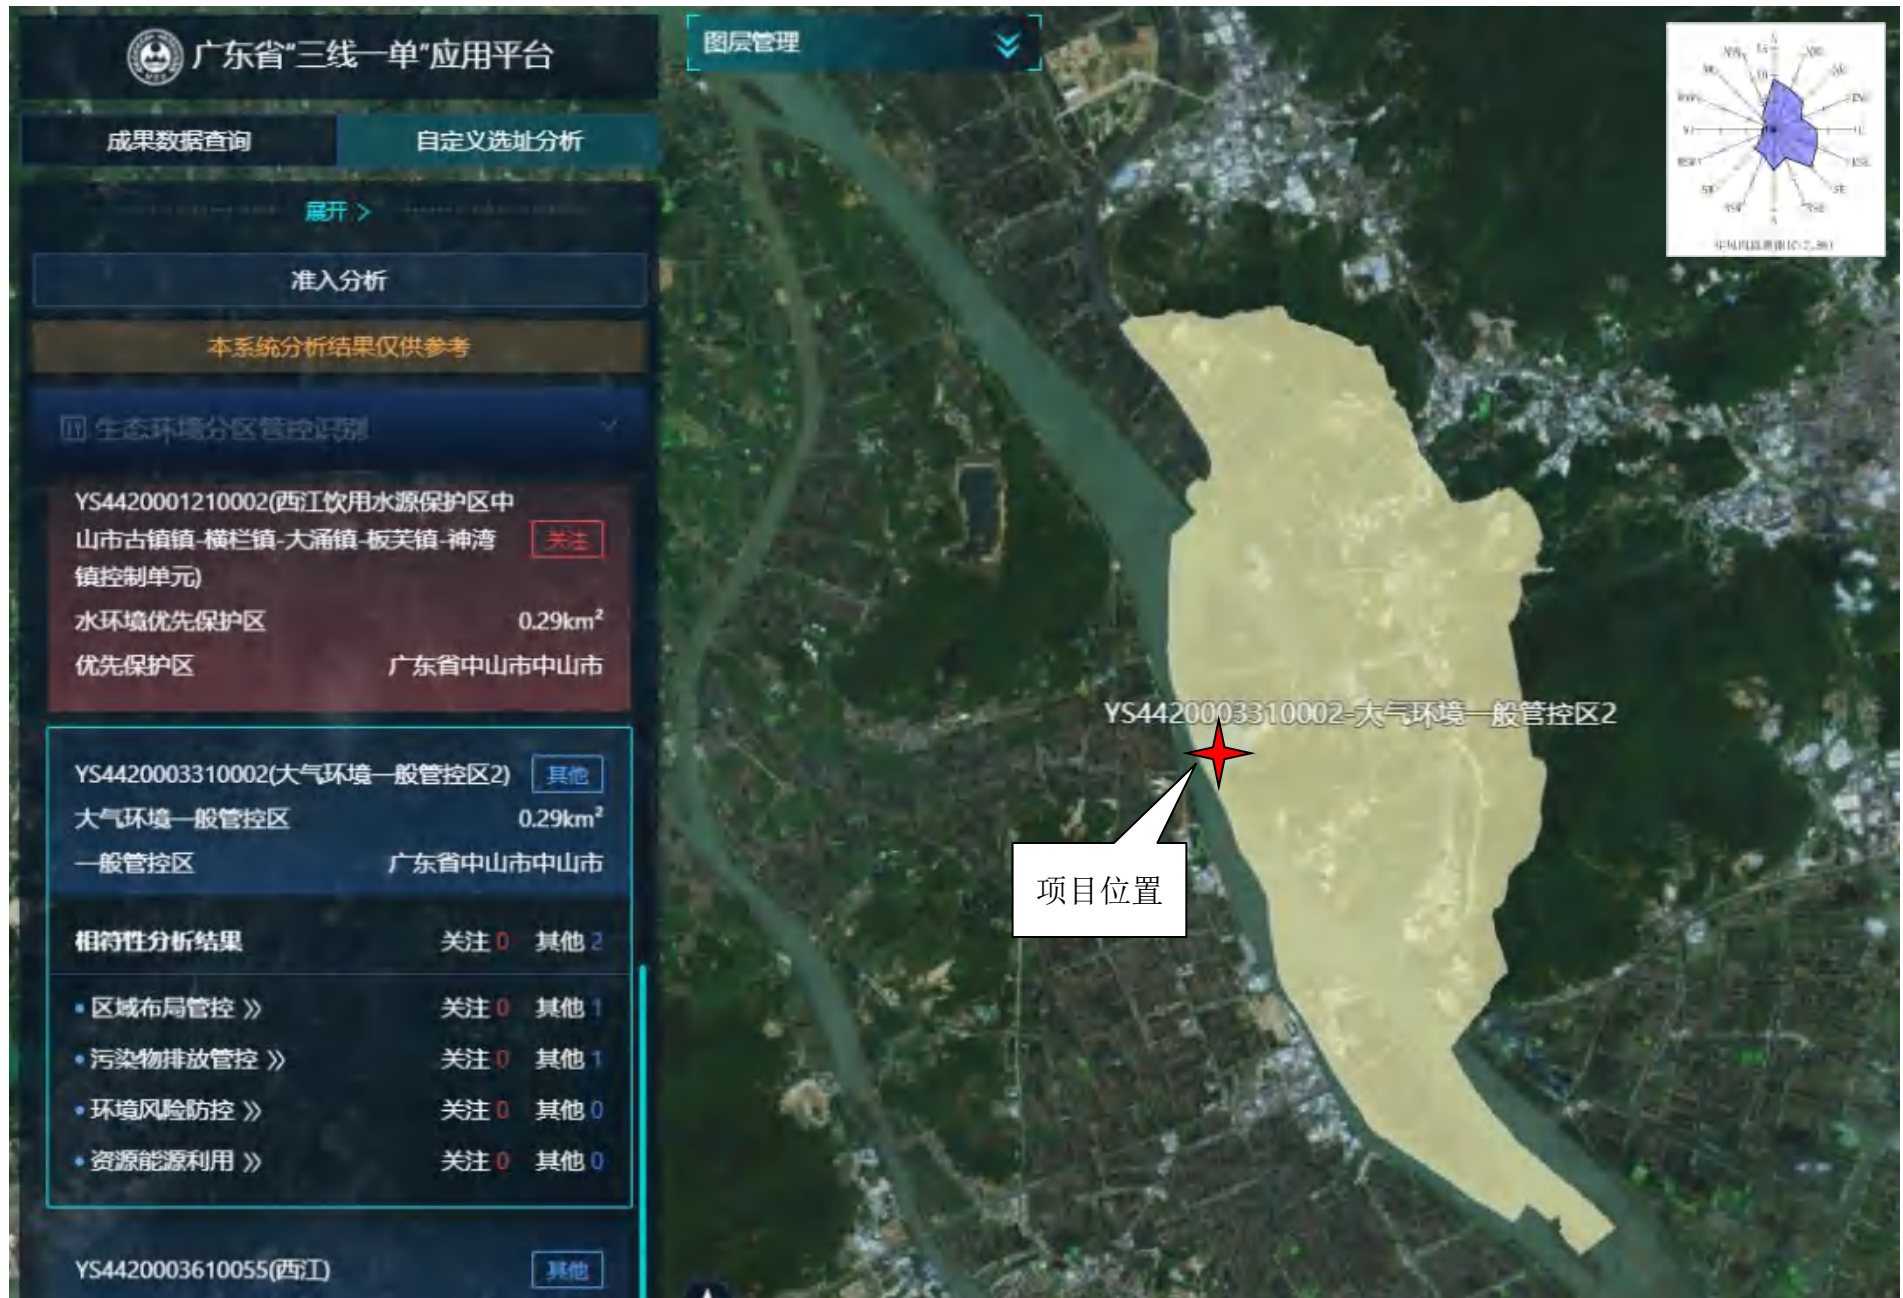 广东省“三线一单”应用平台
成果数据查询
自定义选址分析
展开 >
准入分析
本系统分析结果仅供参考
生态环境分区管控识别
YS4420001210002(西江饮用水源保护区中
山市古镇镇-横栏镇-大涌镇-板芙镇-神湾
镇控制单元)
关注
水环境优先保护区 0.29km²
优先保护区 广东省中山市中山市
YS4420003310002(大气环境一般管控区2) 其他
大气环境一般管控区 0.29km²
一般管控区 广东省中山市中山市
相符性分析结果 关注 0 其他 2
• 区域布局管控 >> 关注 0 其他 1
• 污染物排放管控 >> 关注 0 其他 1
• 环境风险防控 >> 关注 0 其他 0
• 资源能源利用 >> 关注 0 其他 0
YS4420003610055(西江) 其他
图层管理
YS4420003310002-大气环境一般管控区2
项目位置